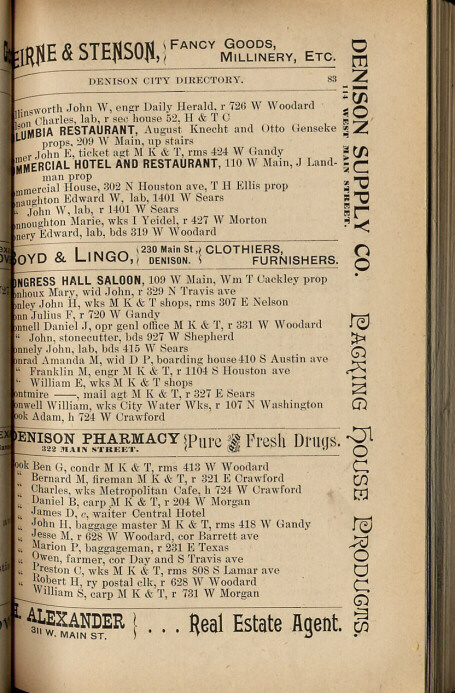 EIRNE & STENSON, { FANCY GOODS,
MILLINERY, ETC.
DENISON CITY DIRECTORY. 83
llinsworth John W, engr Daily Herald, r 726 W Woodard
lson Charles, lab, r sec house 52, H & T C
LUMBIA RESTAURANT, August Knecht and Otto Genseke
props, 209 W Main, up stairs
mer John E, ticket agt M K & T, rms 424 W Gandy
MMERCIAL HOTEL AND RESTAURANT, 110 W Main, J Land-
man prop
mmercial House, 302 N Houston ave, T H Ellis prop
naughton Edward W, lab, 1401 W Sears
" John W, lab, r 1401 W Sears
nnoughton Marie, wks I Yeidel, r 427 W Morton
nery Edward, lab, bds 319 W Woodard
OYD & LINGO, { 230 Main St., DENISON. } CLOTHIERS,
FURNISHERS.
ONGRESS HALL SALOON, 109 W Main, Wm T Cackley prop
nhoux Mary, wid John, r 329 N Travis ave
nley John H, wks M K & T shops, rms 307 E Nelson
nn Julius F, r 720 W Gandy
nnell Daniel J, opr genl office M K & T, r 331 W Woodard
" John, stonecutter, bds 927 W Shepherd
nnely John, lab, bds 415 W Sears
nrad Amanda M, wid D P, boarding house 410 S Austin ave
" Franklin M, engr M K & T, r 1104 S Houston ave
" William E, wks M K & T shops
ntmire ——, mail agt M K & T, r 327 E Sears
nwell William, wks City Water Wks, r 107 N Washington
ook Adam, h 724 W Crawford
DENISON PHARMACY } Pure Fresh Drugs.
322 MAIN STREET.
ook Ben G, condr M K & T, rms 413 W Woodard
" Bernard M, fireman M K & T, r 321 E Crawford
" Charles, wks Metropolitan Cafe, h 724 W Crawford
" Daniel B, carp M K & T, r 204 W Morgan
" James D, c, waiter Central Hotel
" John H, baggage master M K & T, rms 418 W Gandy
" Jesse M, r 628 W Woodard, cor Barrett ave
" Marion P, baggageman, r 231 E Texas
" Owen, farmer, cor Day and S Travis ave
" Preston C, wks M K & T, rms 808 S Lamar ave
" Robert H, ry postal clk, r 628 W Woodard
" William S, carp M K & T, r 731 W Morgan
H. ALEXANDER } . . . Real Estate Agent.
311 W. MAIN ST.
DENISON SUPPLY CO. PACKING HOUSE PRODUCTS.
114 WEST MAIN STREET.